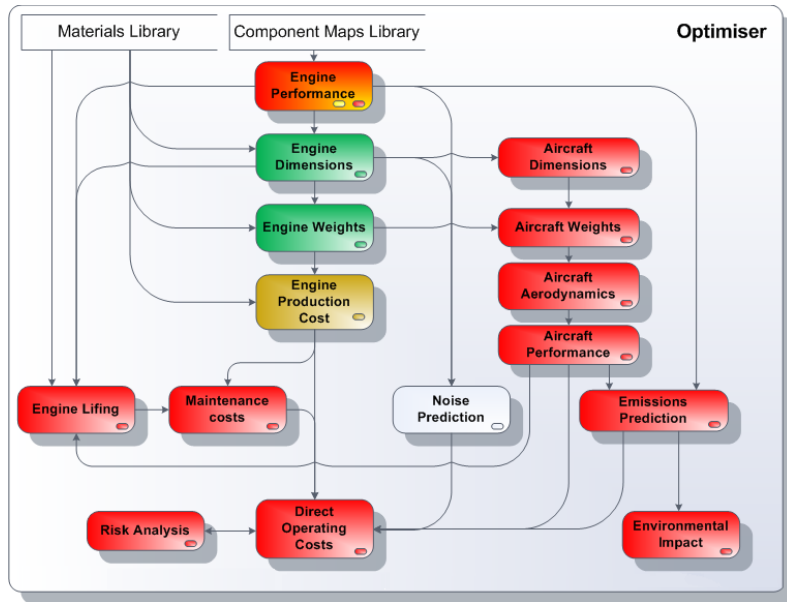 Materials Library
Component Maps Library
Optimiser
Engine
Performance
Engine
Dimensions
Aircraft
Dimensions
Engine Weights
Aircraft Weights
Engine
Production
Cost
Aircraft
Aerodynamics
Aircraft
Performance
Engine Lifing
Maintenance
costs
Noise
Prediction
Emissions
Prediction
Risk Analysis
Direct
Operating
Costs
Environmental
Impact